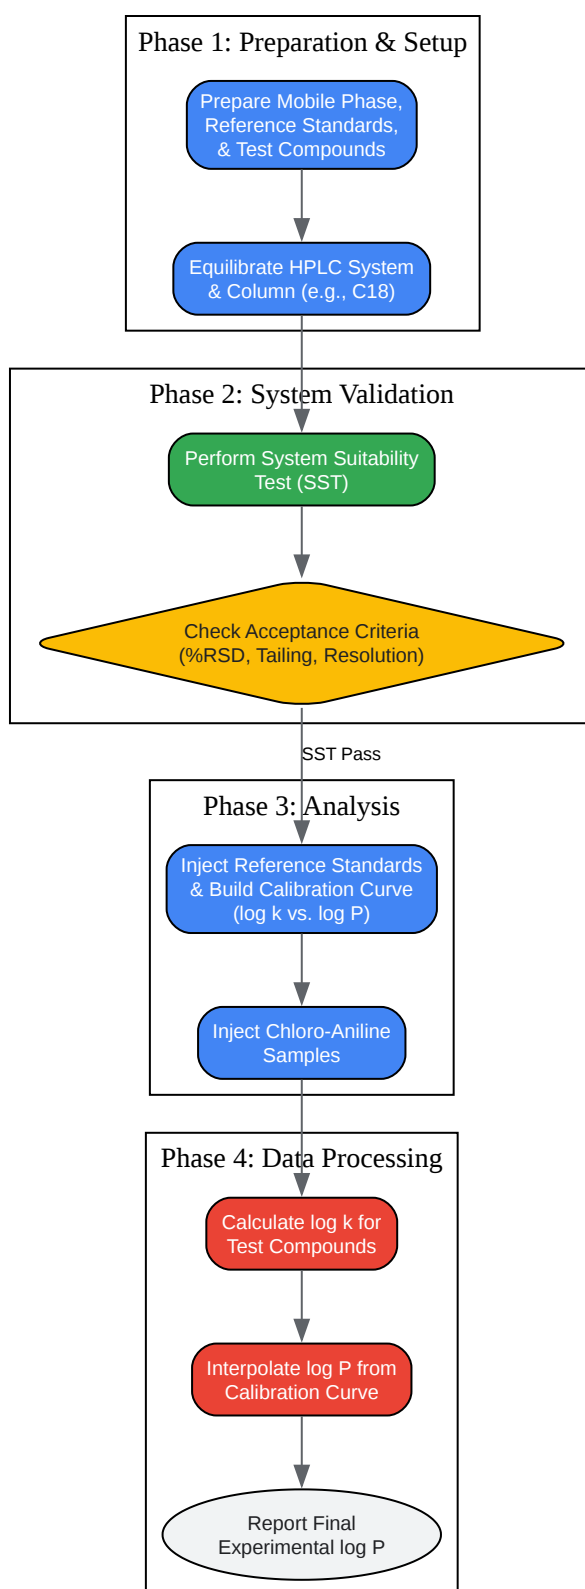 Phase 1: Preparation & Setup
Prepare Mobile Phase,
Reference Standards,
& Test Compounds
Equilibrate HPLC System
& Column (e.g., C18)
Phase 2: System Validation
Perform System Suitability
Test (SST)
Check Acceptance Criteria
(%RSD, Tailing, Resolution)
SST Pass
Phase 3: Analysis
Inject Reference Standards
& Build Calibration Curve
(log k vs. log P)
Inject Chloro-Aniline
Samples
Phase 4: Data Processing
Calculate log k for
Test Compounds
Interpolate log P from
Calibration Curve
Report Final
Experimental log P